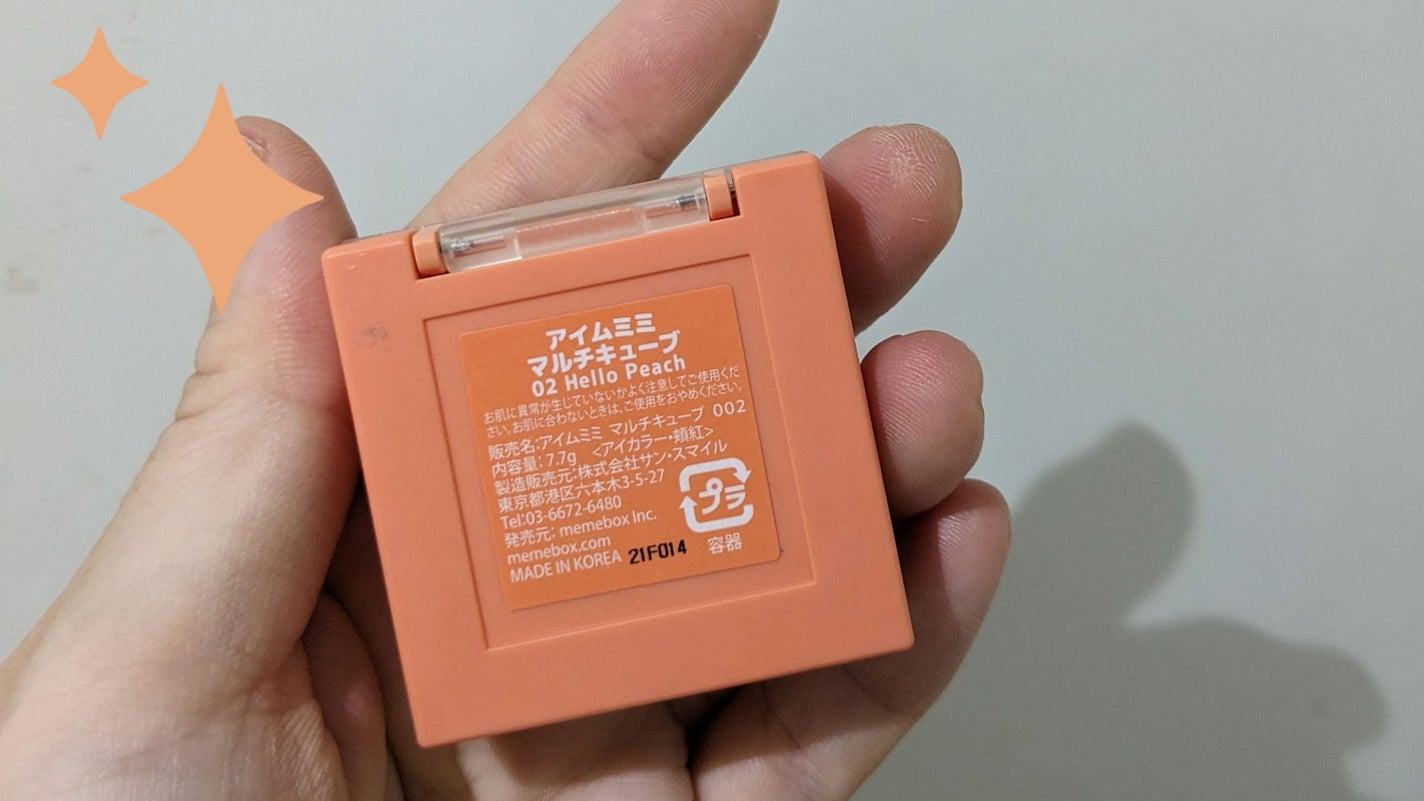 アイムミミ
マルチキューブ
02 Hello Peach
お肌に異常が生じていないかよく注意してご使用くだ
さい。お肌に合わないときは、ご使用をおやめください。
販売名:アイムミミ マルチキューブ 002
内容量: 7.7g <アイカラー・頬紅>
製造販売元:株式会社サン・スマイル
東京都港区六本木3-5-27
Tel:03-6672-6480
発売元: memebox Inc.
memebox.com
MADE IN KOREA 21F014
プラ
容器